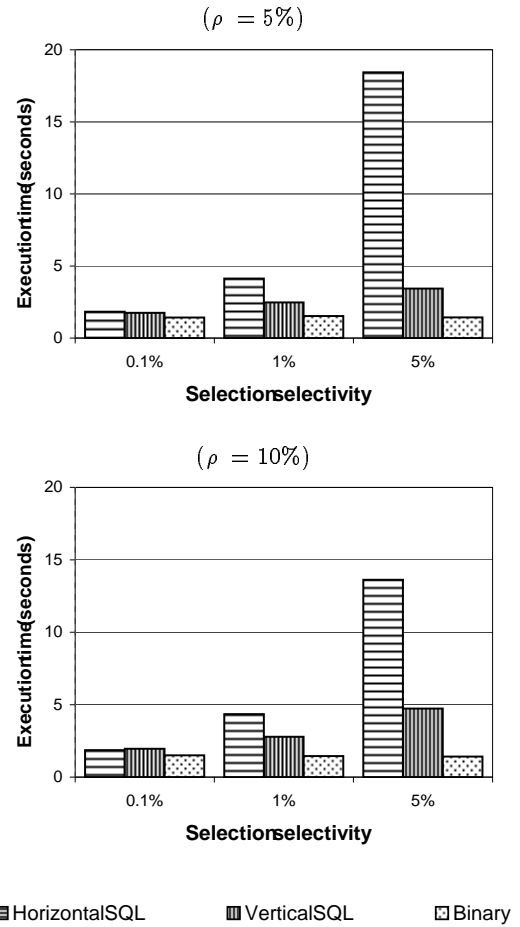 (ρ = 5%)
20
15
10
5
0
Executiontime(seconds)
0.1% 1% 5%
Selectionselectivity
(ρ = 10%)
20
15
10
5
0
Executiontime(seconds)
0.1% 1% 5%
Selectionselectivity
HorizontalSQL VerticalSQL Binary